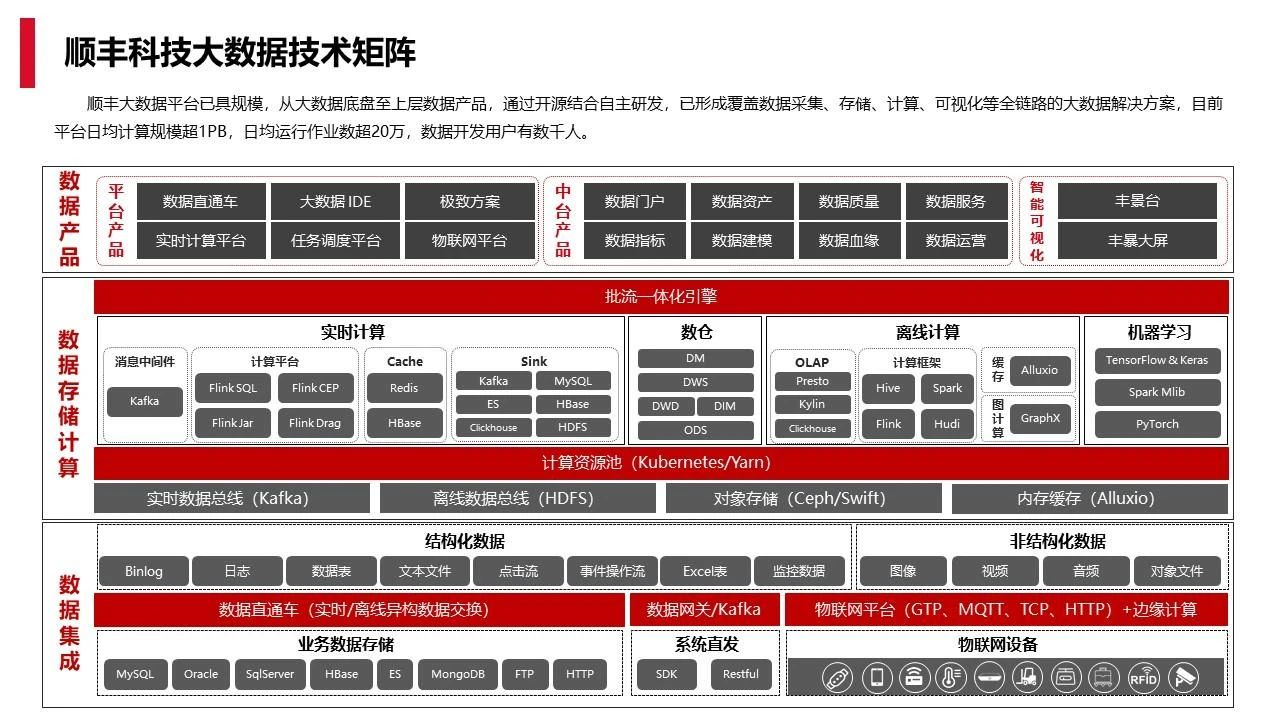 顺丰科技大数据技术矩阵
顺丰大数据平台已具规模，从大数据底盘至上层数据产品，通过开源结合自主研发，已形成覆盖数据采集、存储、计算、可视化等全链路的大数据解决方案，目前
平台日均计算规模超1PB，日均运行作业数超20万，数据开发用户有数千人。
数据产品
平台产品
数据直通车 大数据 IDE 极致方案
实时计算平台 任务调度平台 物联网平台
中台产品
数据门户 数据资产 数据质量 数据服务
数据指标 数据建模 数据血缘 数据运营
智能可视化
丰景台
丰暴大屏
数据存储计算
批流一体化引擎
实时计算
消息中间件
Kafka
计算平台
Flink SQL Flink CEP
Flink Jar Flink Drag
Cache
Redis
HBase
Sink
Kafka MySQL
ES HBase
Clickhouse HDFS
数仓
DM
DWS
DWD DIM
ODS
离线计算
OLAP
Presto
Kylin
Clickhouse
计算框架
Hive Spark
Flink Hudi
缓存
Alluxio
图计算
GraphX
机器学习
TensorFlow & Keras
Spark Mlib
PyTorch
计算资源池（Kubernetes/Yarn）
实时数据总线（Kafka） 离线数据总线（HDFS） 对象存储（Ceph/Swift） 内存缓存（Alluxio）
数据集成
结构化数据
Binlog 日志 数据表 文本文件 点击流 事件操作流 Excel表 监控数据
非结构化数据
图像 视频 音频 对象文件
数据直通车（实时/离线异构数据交换） 数据网关/Kafka 物联网平台（GTP、MQTT、TCP、HTTP）+边缘计算
业务数据存储
MySQL Oracle SqlServer HBase ES MongoDB FTP HTTP
系统直发
SDK Restful
物联网设备
RFID